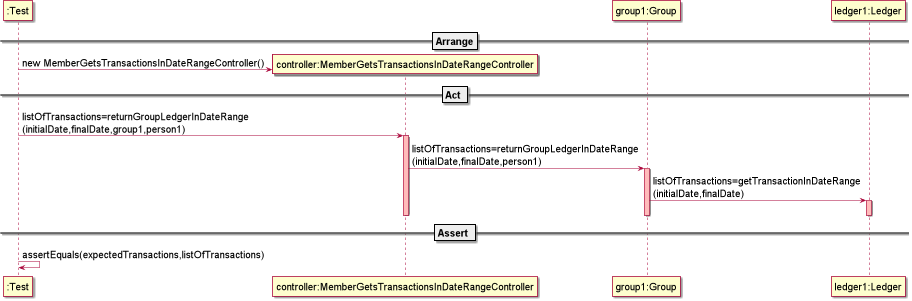 :Test
group1:Group
ledger1:Ledger
Arrange
new MemberGetsTransactionsInDateRangeController()
controller:MemberGetsTransactionsInDateRangeController
Act
listOfTransactions=returnGroupLedgerInDateRange
(initialDate,finalDate,group1,person1)
listOfTransactions=returnGroupLedgerInDateRange
(initialDate,finalDate,person1)
listOfTransactions=getTransactionInDateRange
(initialDate,finalDate)
Assert
assertEquals(expectedTransactions,listOfTransactions)
:Test
controller:MemberGetsTransactionsInDateRangeController
group1:Group
ledger1:Ledger